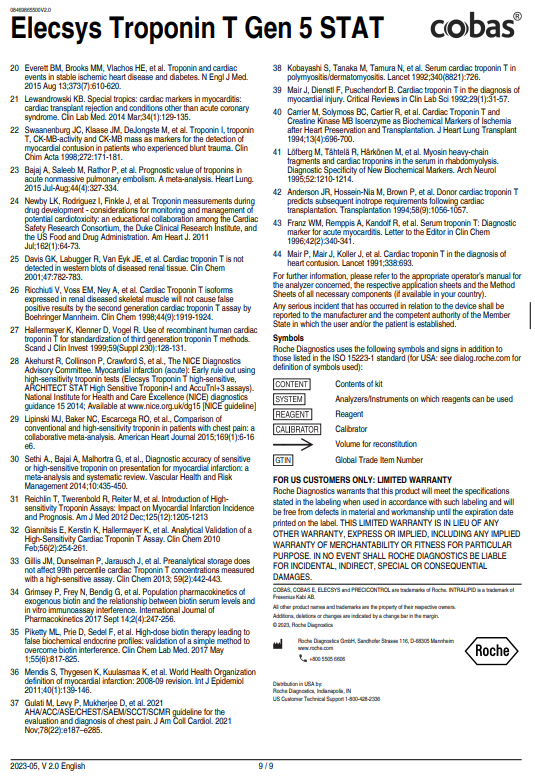 08469865500V2.0
Elecsys Troponin T Gen 5 STAT
cobas®
20 Everett BM, Brooks MM, Vlachos HE, et al. Troponin and cardiac
events in stable ischemic heart disease and diabetes. N Engl J Med.
2015 Aug 13;373(7):610-620.
21 Lewandrowski KB. Special tropics: cardiac markers in myocarditis:
cardiac transplant rejection and conditions other than acute coronary
syndrome. Clin Lab Med. 2014 Mar;34(1):129-135.
22 Swaanenburg JC, Klaase JM, DeJongste M, et al. Troponin I, troponin
T, CK-MB-activity and CK-MB mass as markers for the detection of
myocardial contusion in patients who experienced blunt trauma. Clin
Chim Acta 1998;272:171-181.
23 Bajaj A, Saleeb M, Rathor P, et al. Prognostic value of troponins in
acute nonmassive pulmonary embolism. A meta-analysis. Heart Lung.
2015 Jul-Aug;44(4):327-334.
24 Newby LK, Rodriguez I, Finkle J, et al. Troponin measurements during
drug development - considerations for monitoring and management of
potential cardiotoxicity: an educational collaboration among the Cardiac
Safety Research Consortium, the Duke Clinical Research Institute, and
the US Food and Drug Administration. Am Heart J. 2011
Jul;162(1):64-73.
25 Davis GK, Labugger R, Van Eyk JE, et al. Cardiac troponin T is not
detected in western blots of diseased renal tissue. Clin Chem
2001;47:782-783.
26 Ricchiuti V, Voss EM, Ney A, et al. Cardiac Troponin T isoforms
expressed in renal diseased skeletal muscle will not cause false
positive results by the second generation cardiac Troponin T assay by
Boehringer Mannheim. Clin Chem 1998;44(9):1919-1924.
27 Hallermayer K, Klenner D, Vogel R. Use of recombinant human cardiac
troponin T for standardization of third generation troponin T methods.
Scand J Clin Invest 1999;59(Suppl 230):128-131.
28 Akehurst R, Collinson P, Crawford S, et al., The NICE Diagnostics
Advisory Committee. Myocardial infarction (acute): Early rule out using
high-sensitivity troponin tests (Elecsys Troponin T high-sensitive,
ARCHITECT STAT High Sensitive Troponin-I and AccuTnI+3 assays).
National Institute for Health and Care Excellence (NICE) diagnostics
guidance 15 2014; Available at www.nice.org.uk/dg15 [NICE guideline]
29 Lipinski MJ, Baker NC, Escarcega RO, et al., Comparison of
conventional and high-sensitivity troponin in patients with chest pain: a
collaborative meta-analysis. American Heart Journal 2015;169(1):6-16
e6.
30 Sethi A., Bajaj A, Malhortra G, et al., Diagnostic accuracy of sensitive
or high-sensitive troponin on presentation for myocardial infarction: a
meta-analysis and systematic review. Vascular Health and Risk
Management 2014;10:435-450.
31 Reichlin T, Twerenbold R, Reiter M, et al. Introduction of High-
sensitivity Troponin Assays: Impact on Myocardial Infarction Incidence
and Prognosis. Am J Med 2012 Dec;125(12):1205-1213
32 Giannitsis E, Kerstin K, Hallermayer K, et al. Analytical Validation of a
High-Sensitivity Cardiac Troponin T Assay. Clin Chem 2010
Feb;56(2):254-261.
33 Gillis JM, Dunselman P, Jarausch J, et al. Preanalytical storage does
not affect 99th percentile cardiac Troponin T concentrations measured
with a high-sensitivity assay. Clin Chem 2013; 59(2):442-443.
34 Grimsey P, Frey N, Bendig G, et al. Population pharmacokinetics of
exogenous biotin and the relationship between biotin serum levels and
in vitro immunoassay interference. International Journal of
Pharmacokinetics 2017 Sept 14;2(4):247-256.
35 Piketty ML, Prie D, Sedel F, et al. High-dose biotin therapy leading to
false biochemical endocrine profiles: validation of a simple method to
overcome biotin interference. Clin Chem Lab Med. 2017 May
1;55(6):817-825.
36 Mendis S, Thygesen K, Kuulasmaa K, et al. World Health Organization
definition of myocardial infarction: 2008-09 revision. Int J Epidemiol
2011;40(1):139-146.
37 Gulati M, Levy P, Mukherjee D, et al. 2021
AHA/ACC/ASE/CHEST/SAEM/SCCT/SCMR guideline for the
evaluation and diagnosis of chest pain. J Am Coll Cardiol. 2021
Nov;78(22):e187–e285.
38 Kobayashi S, Tanaka M, Tamura N, et al. Serum cardiac troponin T in
polymyositis/dermatomyositis. Lancet 1992;340(8821):726.
39 Mair J, Dienstl F, Puschendorf B. Cardiac troponin T in the diagnosis of
myocardial injury. Critical Reviews in Clin Lab Sci 1992;29(1):31-57.
40 Carrier M, Solymoss BC, Cartier R, et al. Cardiac Troponin T and
Creatine Kinase MB Isoenzyme as Biochemical Markers of Ischemia
after Heart Preservation and Transplantation. J Heart Lung Transplant
1994;13(4):696-700.
41 Löfberg M, Tähtelä R, Härkönen M, et al. Myosin heavy-chain
fragments and cardiac troponins in the serum in rhabdomyolysis.
Diagnostic Specificity of New Biochemical Markers. Arch Neurol
1995;52:1210-1214.
42 Anderson JR, Hossein-Nia M, Brown P, et al. Donor cardiac troponin T
predicts subsequent inotrope requirements following cardiac
transplantation. Transplantation 1994;58(9):1056-1057.
43 Franz WM, Remppis A, Kandolf R, et al. Serum troponin T: Diagnostic
marker for acute myocarditis. Letter to the Editor in Clin Chem
1996;42(2):340-341.
44 Mair P, Mair J, Koller J, et al. Cardiac troponin T in the diagnosis of
heart contusion. Lancet 1991;338:693.
For further information, please refer to the appropriate operator's manual for
the analyzer concerned, the respective application sheets and the Method
Sheets of all necessary components (if available in your country).
Any serious incident that has occurred in relation to the device shall be
reported to the manufacturer and the competent authority of the Member
State in which the user and/or the patient is established.
Symbols
Roche Diagnostics uses the following symbols and signs in addition to
those listed in the ISO 15223-1 standard (for USA: see dialog.roche.com for
definition of symbols used):
CONTENT Contents of kit
SYSTEM Analyzers/Instruments on which reagents can be used
REAGENT Reagent
CALIBRATOR Calibrator
Volume for reconstitution
GTIN Global Trade Item Number
FOR US CUSTOMERS ONLY: LIMITED WARRANTY
Roche Diagnostics warrants that this product will meet the specifications
stated in the labeling when used in accordance with such labeling and will
be free from defects in material and workmanship until the expiration date
printed on the label. THIS LIMITED WARRANTY IS IN LIEU OF ANY
OTHER WARRANTY, EXPRESS OR IMPLIED, INCLUDING ANY IMPLIED
WARRANTY OF MERCHANTABILITY OR FITNESS FOR PARTICULAR
PURPOSE. IN NO EVENT SHALL ROCHE DIAGNOSTICS BE LIABLE
FOR INCIDENTAL, INDIRECT, SPECIAL OR CONSEQUENTIAL
DAMAGES.
COBAS, COBAS E, ELECSYS and PRECICONTROL are trademarks of Roche. INTRALIPID is a trademark of
Fresenius Kabi AB.
All other product names and trademarks are the property of their respective owners.
Additions, deletions or changes are indicated by a change bar in the margin.
© 2023, Roche Diagnostics
Roche Diagnostics GmbH, Sandhofer Strasse 116, D-68305 Mannheim
www.roche.com
+800 5505 6606
Roche
Distribution in USA by:
Roche Diagnostics, Indianapolis, IN
US Customer Technical Support 1-800-428-2336
2023-05, V 2.0 English
9 / 9